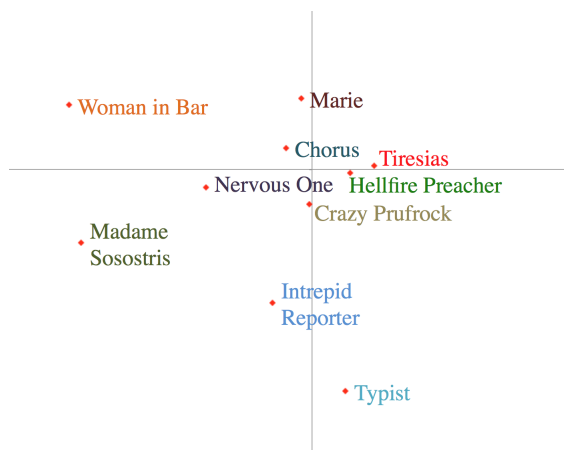 Marie
Woman in Bar
Chorus
Tiresias
Nervous One
Hellfire Preacher
Crazy Prufrock
Madame
Sosostris
Intrepid
Reporter
Typist